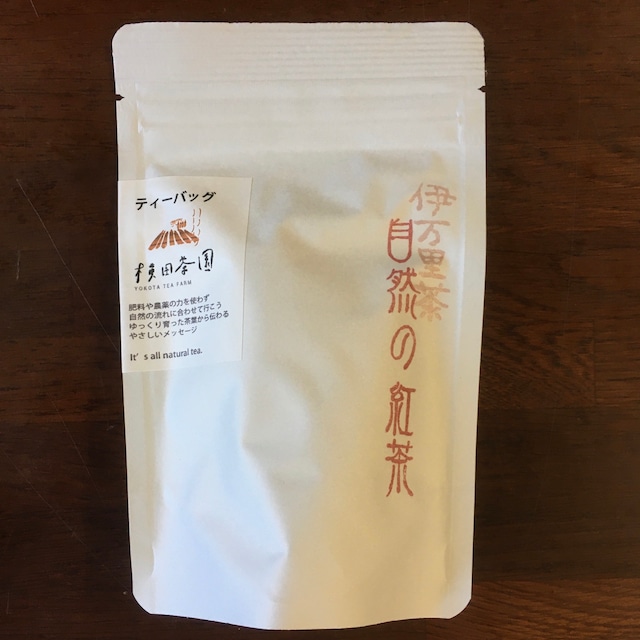 ティーバッグ
横田茶園
YOKOTA TEA FARM
肥料や農薬の力を使わず
自然の流れに合わせて行こう
ゆっくり育った茶葉から伝わる
やさしいメッセージ
It's all natural tea.
伊万里茶
自然の紅茶